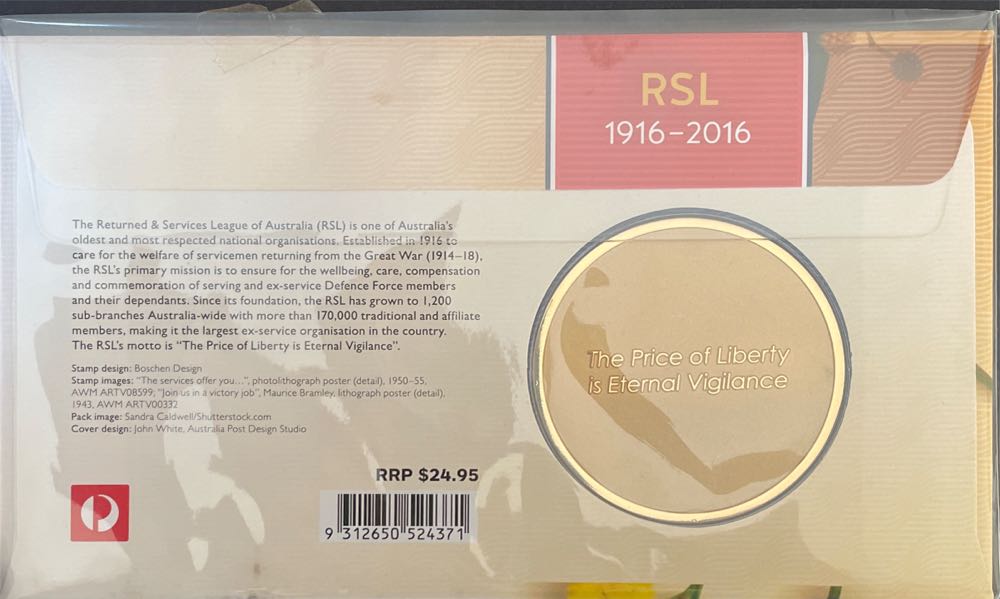 RSL
1916–2016
The Returned & Services League of Australia (RSL) is one of Australia's
oldest and most respected national organisations. Established in 1916 to
care for the welfare of servicemen returning from the Great War (1914–18),
the RSL's primary mission is to ensure for the wellbeing, care, compensation
and commemoration of serving and ex-service Defence Force members
and their dependants. Since its foundation, the RSL has grown to 1,200
sub-branches Australia-wide with more than 170,000 traditional and affiliate
members, making it the largest ex-service organisation in the country.
The RSL's motto is "The Price of Liberty is Eternal Vigilance".
Stamp design: Boschen Design
Stamp images: "The services offer you...", photolithograph poster (detail), 1950–55,
AWM ARTV08599; "Join us in a victory job", Maurice Bramley, lithograph poster (detail),
1943, AWM ARTV00332
Pack image: Sandra Caldwell/Shutterstock.com
Cover design: John White, Australia Post Design Studio
RRP $24.95
9 312650 524371
The Price of Liberty
is Eternal Vigilance